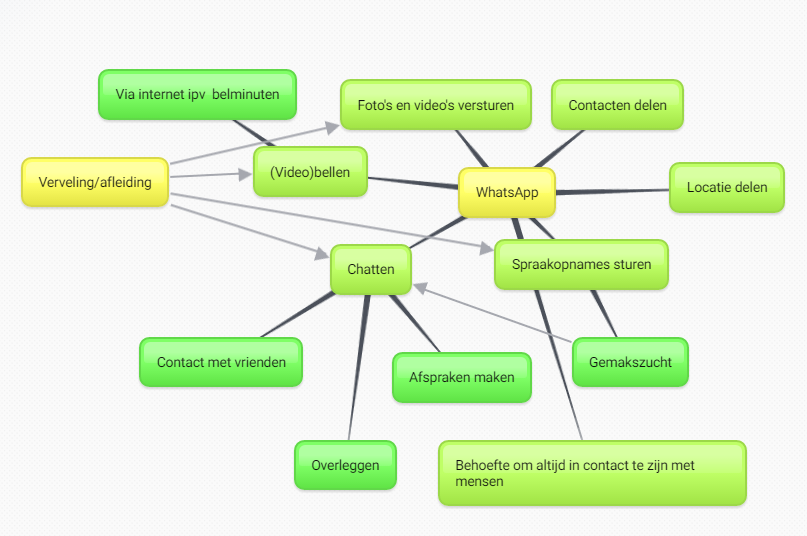 Via internet ipv belminuten
Foto's en video's versturen
Contacten delen
Verveling/afleiding
(Video)bellen
WhatsApp
Locatie delen
Chatten
Spraakopnames sturen
Contact met vrienden
Afspraken maken
Gemakszucht
Overleggen
Behoefte om altijd in contact te zijn met
mensen